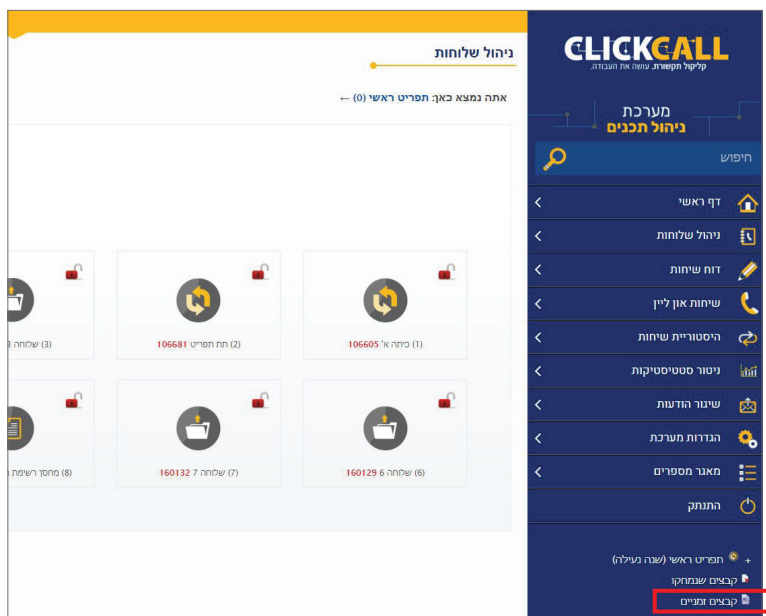 CLICKCALL
קליקול תקשורת. עושה את העבודה.
מערכת
ניהול תכנים
חיפוש
דף ראשי
ניהול שלוחות
דוח שיחות
שיחות און ליין
היסטוריית שיחות
ניטור סטטיסטיקות
שיגור הודעות
הגדרות מערכת
מאגר מספרים
התנתק
+ תפריט ראשי (שנה נעילה)
קבצים שנמחקו
קבצים זמניים
ניהול שלוחות
אתה נמצא כאן: תפריט ראשי (0) ←
(1) כיתה א' 106605
(2) תת תפריט 106681
(3) שלוחה 3
(6) שלוחה 6 160129
(7) שלוחה 7 160132
(8) מחסן רשימת